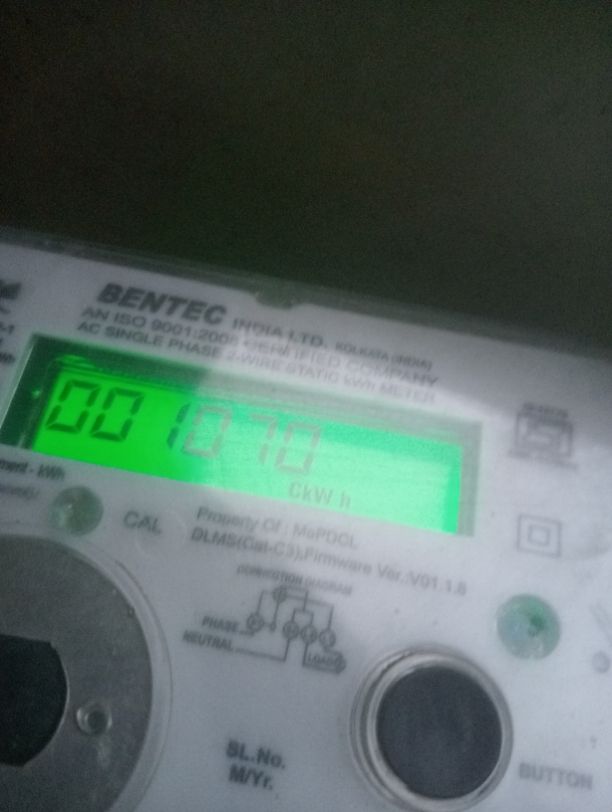 BENTEC INDIA LTD. KOLKATA (INDIA)
AN ISO 9001:2008 CERTIFIED COMPANY
AC SINGLE PHASE 2-WIRE STATIC kWh METER
001070
CkWh
kWh
CAL
Property Of : MePDCL
DLMS(Cat-C3),Firmware Ver.:V01.1.6
CONNECTION DIAGRAM
PHASE
NEUTRAL
LOAD
SL.No.
M/Yr.
BUTTON